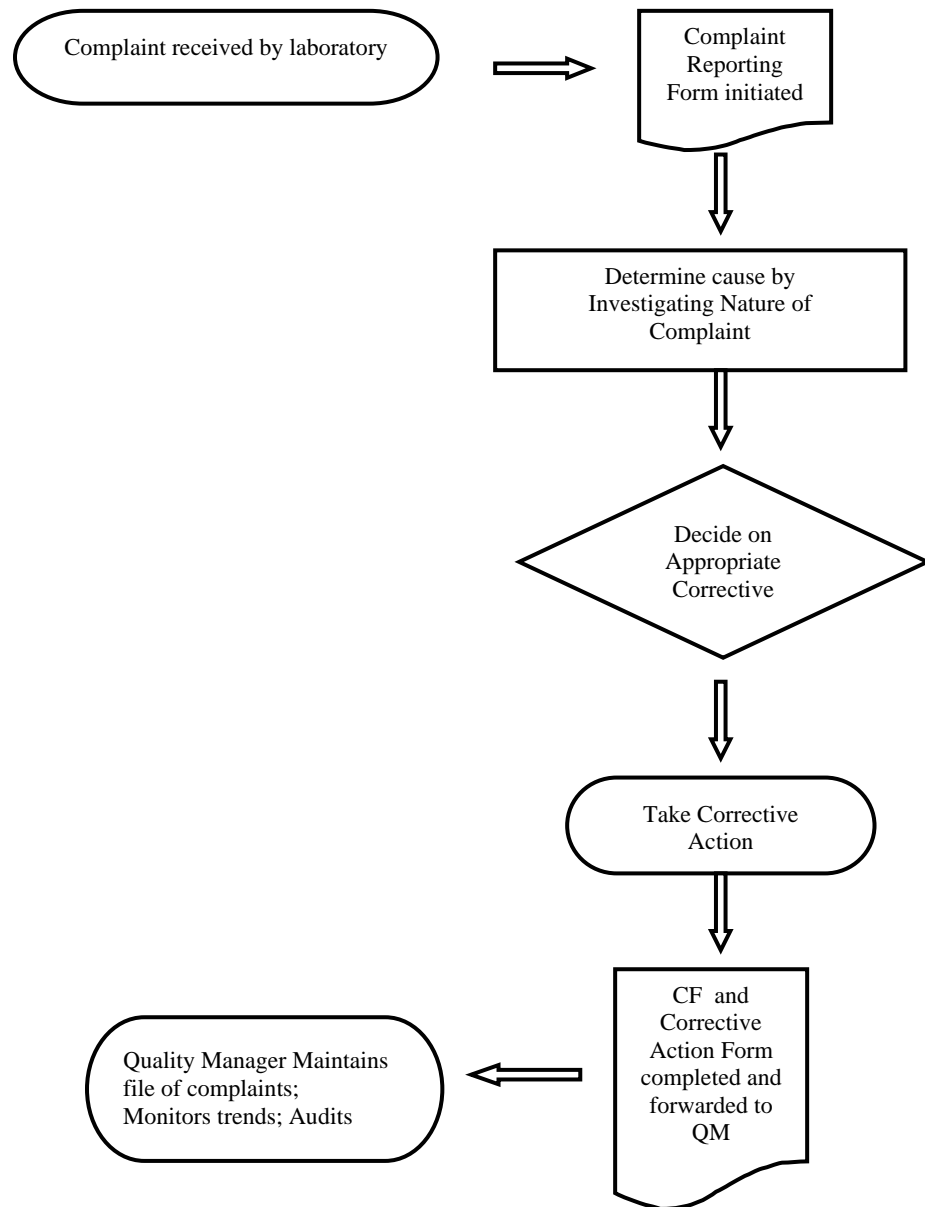 Complaint received by laboratory
Complaint
Reporting
Form initiated
Determine cause by
Investigating Nature of
Complaint
Decide on
Appropriate
Corrective
Take Corrective
Action
CF and
Corrective
Action Form
completed and
forwarded to
QM
Quality Manager Maintains
file of complaints;
Monitors trends; Audits